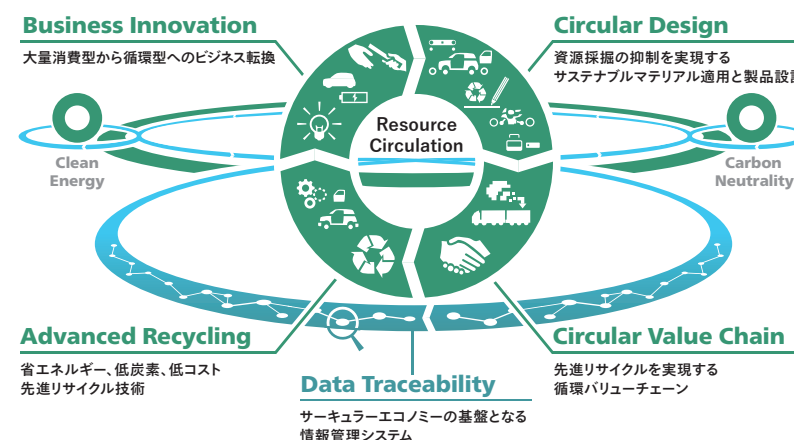 Business Innovation
大量消費型から循環型へのビジネス転換
Circular Design
資源採掘の抑制を実現する
サステナブルマテリアル適用と製品設
Resource
Circulation
Clean
Energy
Carbon
Neutrality
Advanced Recycling
省エネルギー、低炭素、低コスト
先進リサイクル技術
Data Traceability
サーキュラーエコノミーの基盤となる
情報管理システム
Circular Value Chain
先進リサイクルを実現する
循環バリューチェーン